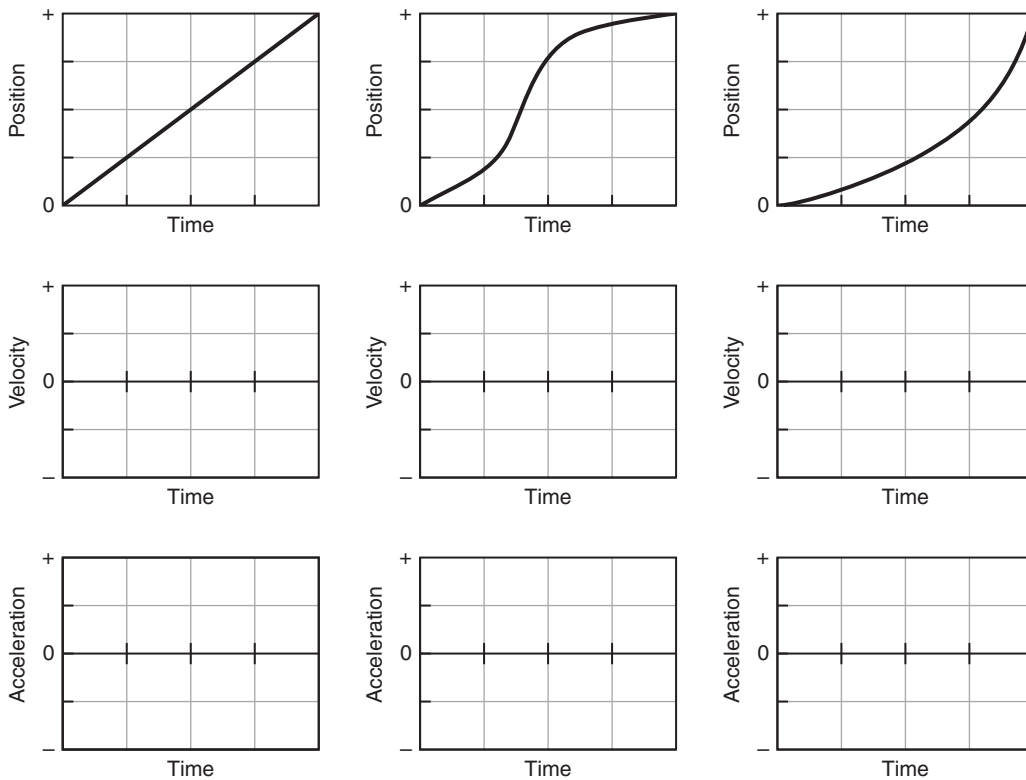 + Position 0 Time
+ Position 0 Time
+ Position 0 Time
+ Velocity 0 – Time
+ Velocity 0 – Time
+ Velocity 0 – Time
+ Acceleration 0 – Time
+ Acceleration 0 – Time
+ Acceleration 0 – Time